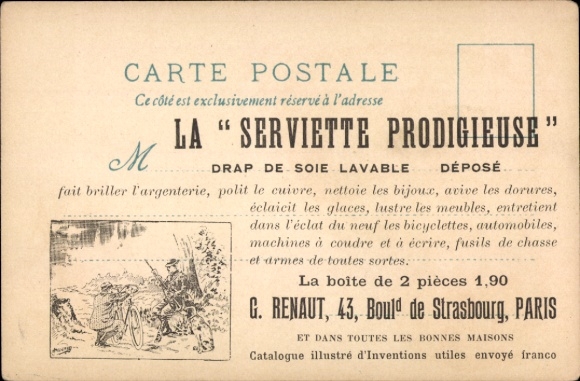 CARTE POSTALE
Ce côté est exclusivement réservé à l'adresse
LA "SERVIETTE PRODIGIEUSE"
M
DRAP DE SOIE LAVABLE DÉPOSÉ
fait briller l'argenterie, polit le cuivre, nettoie les bijoux, avive les dorures,
éclaicit les glaces, lustre les meubles, entretient
dans l'éclat du neuf les bicyclettes, automobiles,
machines à coudre et à écrire, fusils de chasse
et armes de toutes sortes.
La boîte de 2 pièces 1,90
G. RENAUT, 43, Boulᵈ de Strasbourg, PARIS
ET DANS TOUTES LES BONNES MAISONS
Catalogue illustré d'Inventions utiles envoyé franco